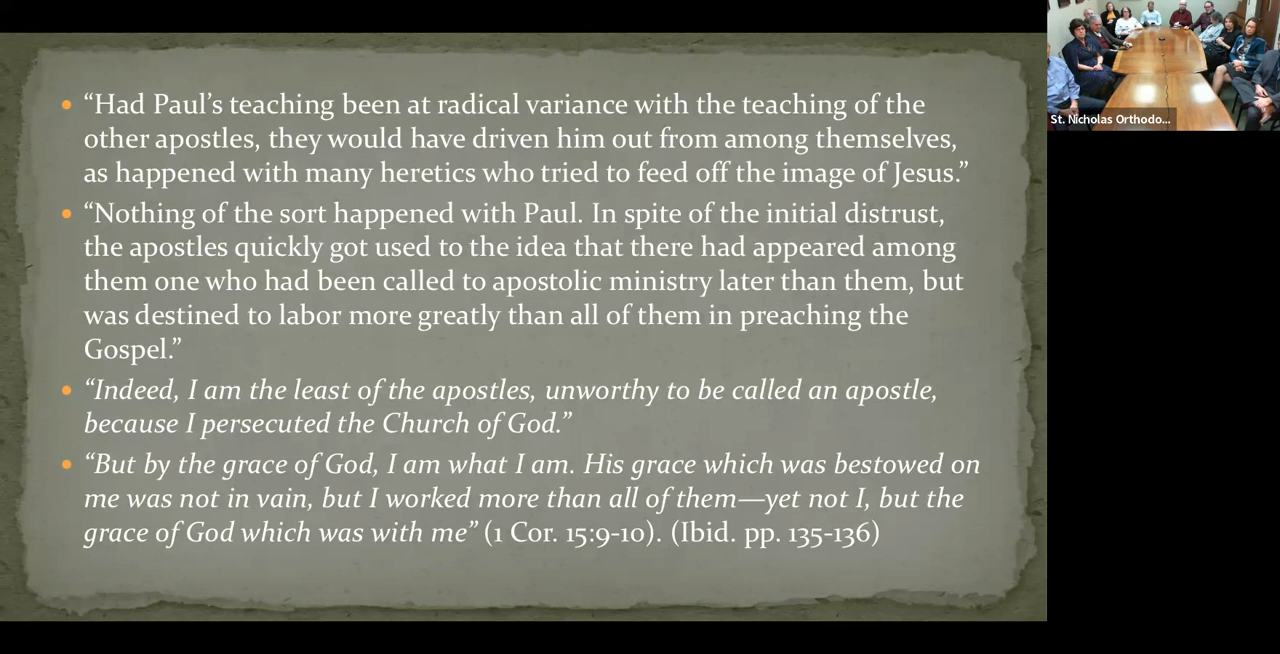 “Had Paul’s teaching been at radical variance with the teaching of the
other apostles, they would have driven him out from among themselves,
as happened with many heretics who tried to feed off the image of Jesus.”
“Nothing of the sort happened with Paul. In spite of the initial distrust,
the apostles quickly got used to the idea that there had appeared among
them one who had been called to apostolic ministry later than them, but
was destined to labor more greatly than all of them in preaching the
Gospel.”
“Indeed, I am the least of the apostles, unworthy to be called an apostle,
because I persecuted the Church of God.”
“But by the grace of God, I am what I am. His grace which was bestowed on
me was not in vain, but I worked more than all of them—yet not I, but the
grace of God which was with me” (1 Cor. 15:9-10). (Ibid. pp. 135-136)
St. Nicholas Orthodo...